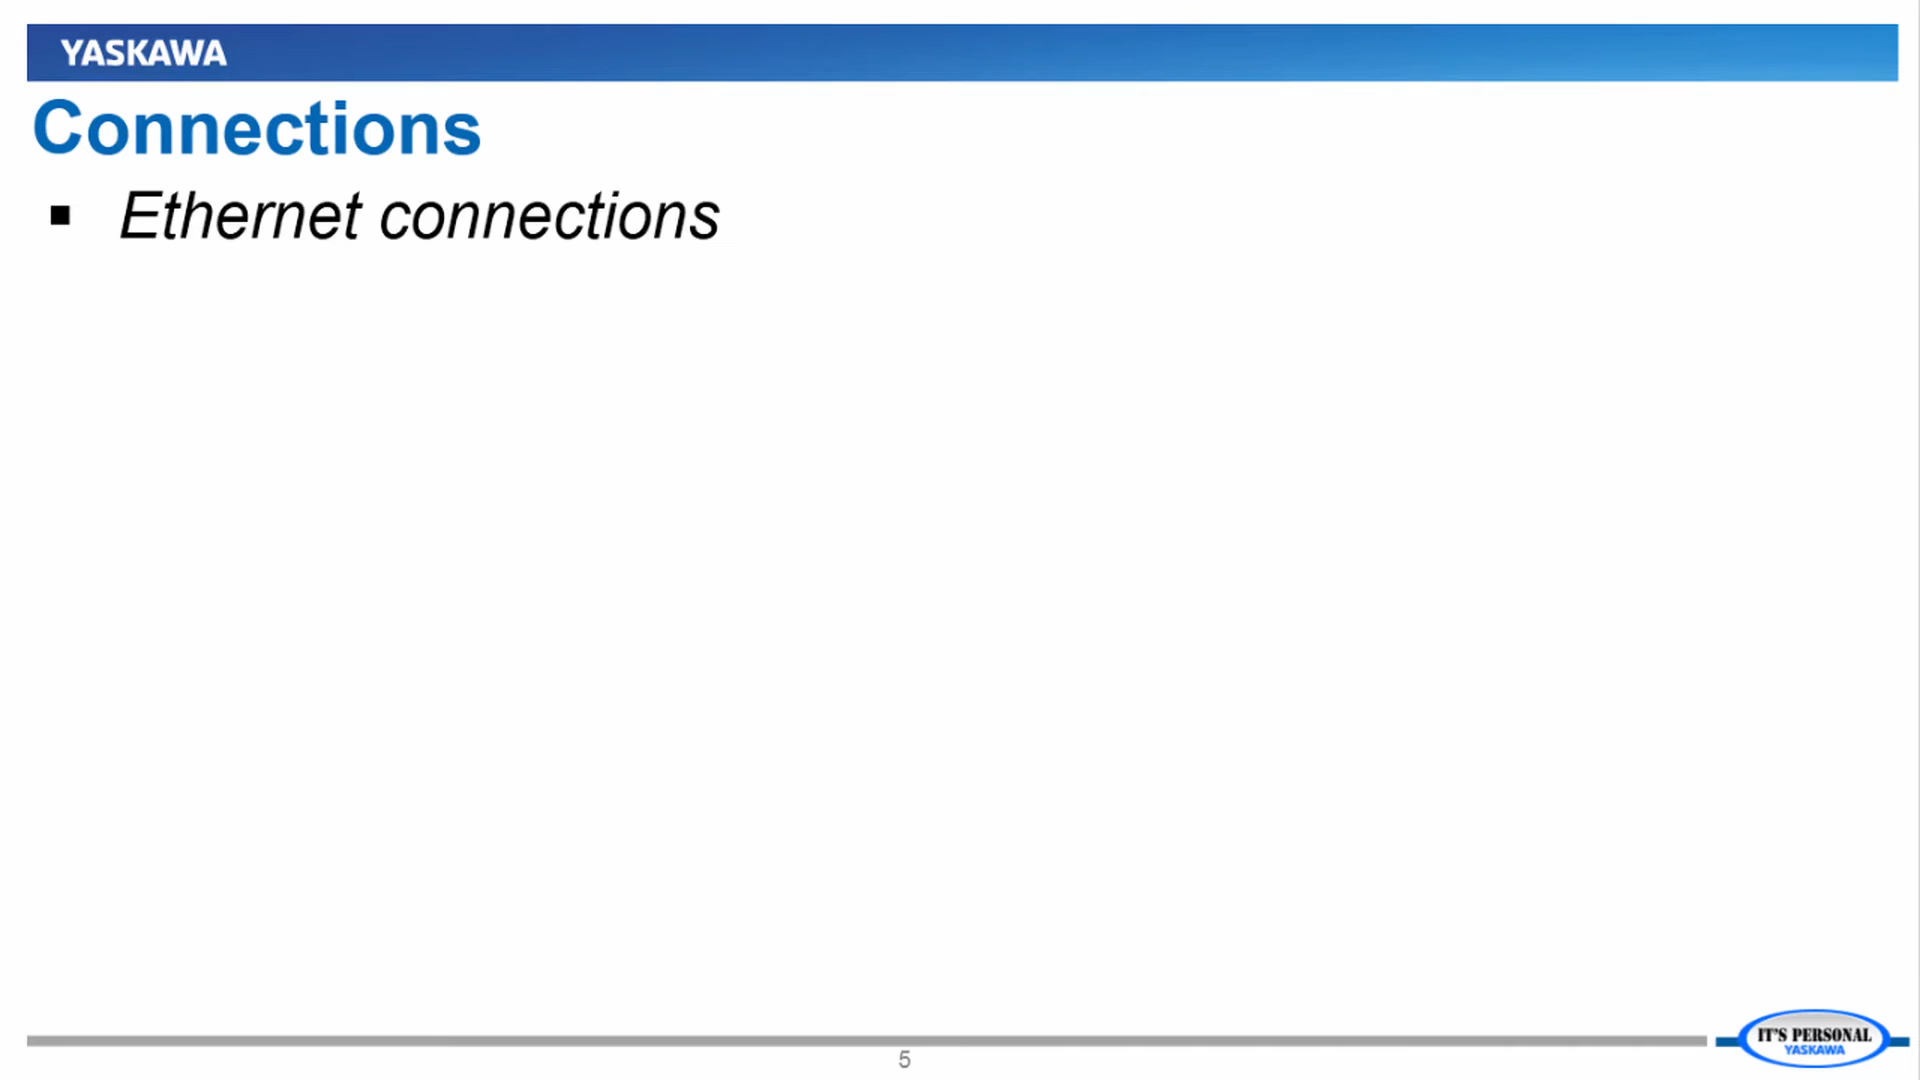 YASKAWA
Connections
▪ Ethernet connections
5
IT'S PERSONAL
YASKAWA